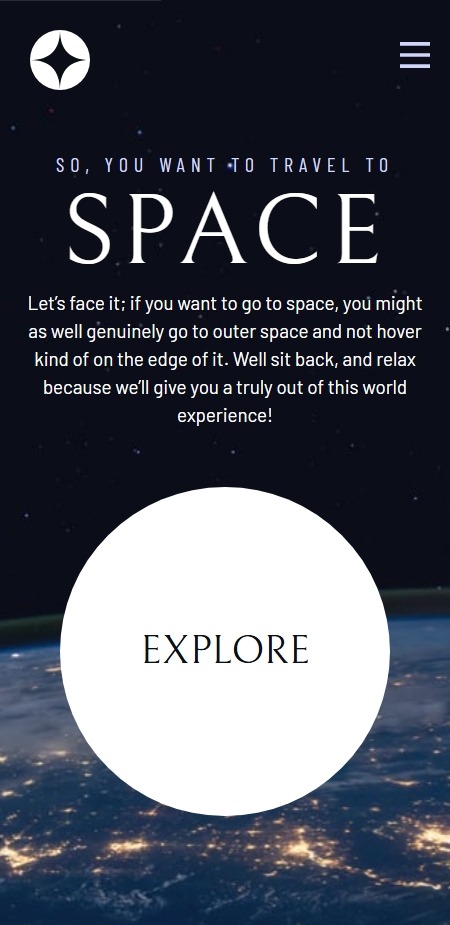 SO, YOU WANT TO TRAVEL TO
SPACE
Let’s face it; if you want to go to space, you might
as well genuinely go to outer space and not hover
kind of on the edge of it. Well sit back, and relax
because we’ll give you a truly out of this world
experience!
EXPLORE